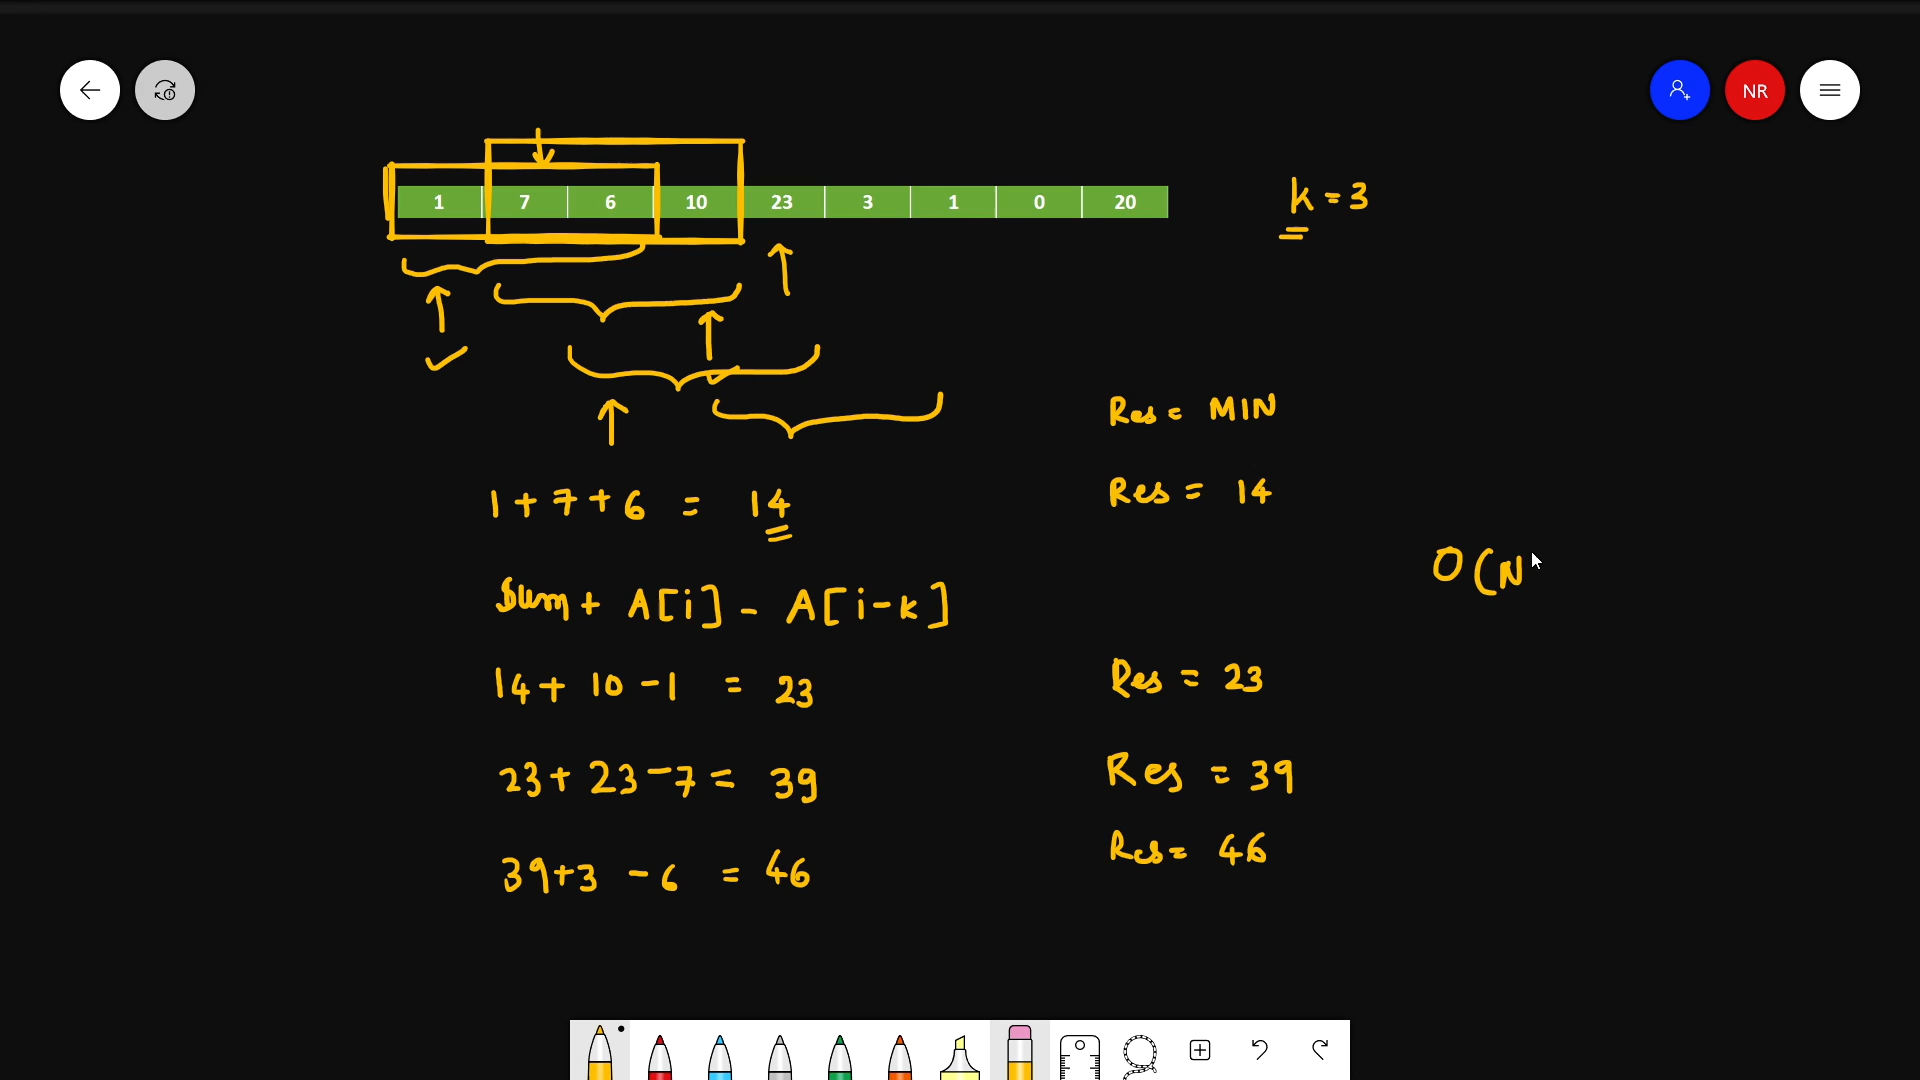 NR
1 7 6 10 23 3 1 0 20
k = 3
Res = MIN
1 + 7 + 6 = 14
Res = 14
O(N
Sum + A[i] - A[i-k]
14 + 10 - 1 = 23
Res = 23
23 + 23 - 7 = 39
Res = 39
39 + 3 - 6 = 46
Res = 46